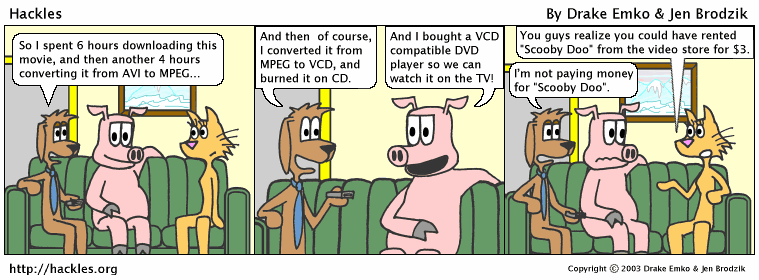 Hackles
By Drake Emko & Jen Brodzik
So I spent 6 hours downloading this
movie, and then another 4 hours
converting it from AVI to MPEG...
And then of course,
I converted it from
MPEG to VCD, and
burned it on CD.
And I bought a VCD
compatible DVD
player so we can
watch it on the TV!
You guys realize you could have rented
"Scooby Doo" from the video store for $3.
I'm not paying money
for "Scooby Doo".
http://hackles.org
Copyright © 2003 Drake Emko & Jen Brodzik